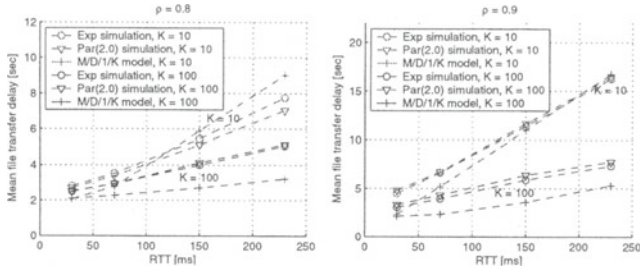 ρ = 0.8
12
10
8
6
4
2
0
Mean file transfer delay [sec]
Exp simulation, K = 10
Par(2.0) simulation, K = 10
M/D/1/K model, K = 10
Exp simulation, K = 100
Par(2.0) simulation, K = 100
M/D/1/K model, K = 100
K = 10
K = 100
0 50 100 150 200 250
RTT [ms]
ρ = 0.9
20
15
10
5
0
Mean file transfer delay [sec]
Exp simulation, K = 10
Par(2.0) simulation, K = 10
M/D/1/K model, K = 10
Exp simulation, K = 100
Par(2.0) simulation, K = 100
M/D/1/K model, K = 100
K = 10
K = 100
0 50 100 150 200 250
RTT [ms]